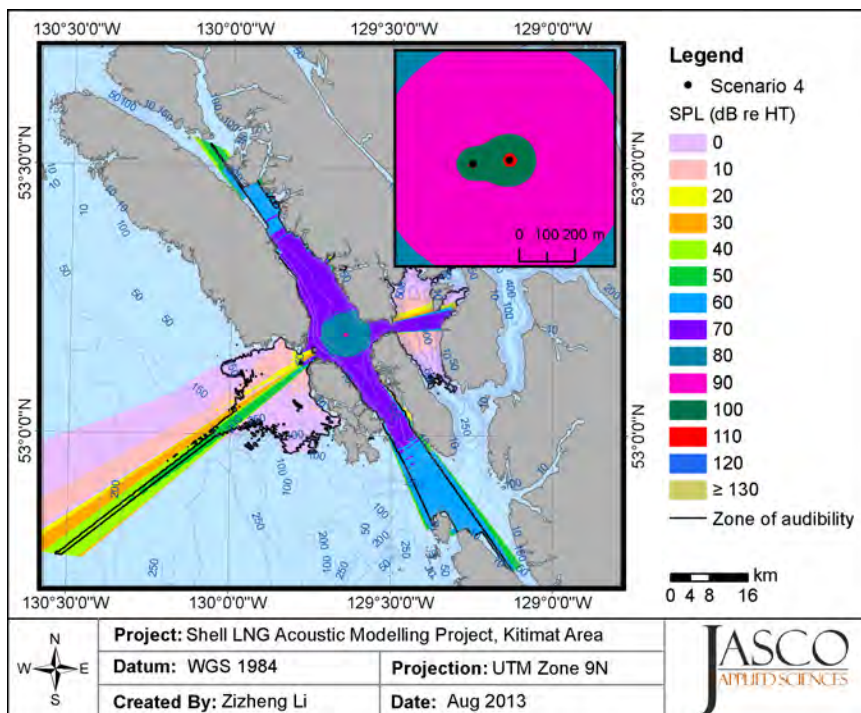 130°30'0"W 130°0'0"W 129°30'0"W 129°0'0"W
53°30'0"N
53°0'0"N
53°30'0"N
53°0'0"N
130°30'0"W 130°0'0"W 129°30'0"W 129°0'0"W
0 100 200 m
Legend
Scenario 4
SPL (dB re HT)
0
10
20
30
40
50
60
70
80
90
100
110
120
≥ 130
Zone of audibility
km
0 4 8 16
N
W E
S
Project: Shell LNG Acoustic Modelling Project, Kitimat Area
Datum: WGS 1984
Projection: UTM Zone 9N
Created By: Zizheng Li
Date: Aug 2013
JASCO
APPLIED SCIENCES